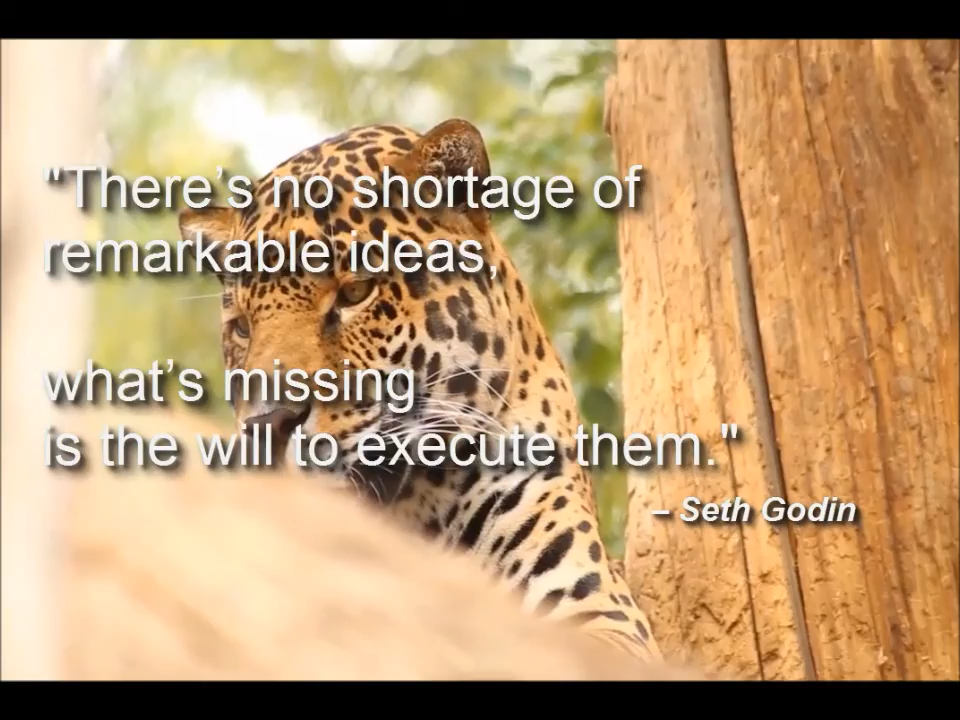 "There’s no shortage of
remarkable ideas,
what’s missing
is the will to execute them."
– Seth Godin